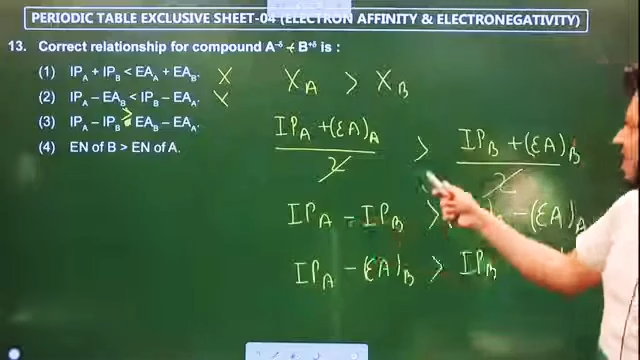 PERIODIC TABLE EXCLUSIVE SHEET-04 (ELECTRON AFFINITY & ELECTRONEGATIVITY)
13. Correct relationship for compound A⁻ᵟ ← B⁺ᵟ is :
(1) IP_A + IP_B < EA_A + EA_B. X
(2) IP_A – EA_B < IP_B – EA_A. X
(3) IP_A – IP_B > EA_B – EA_A.
(4) EN of B > EN of A.
X_A > X_B
IP_A + (EA)_A / 2 > IP_B + (EA)_B / 2
IP_A – IP_B > – (EA)_A
IP_A – (EA)_B > IP_B